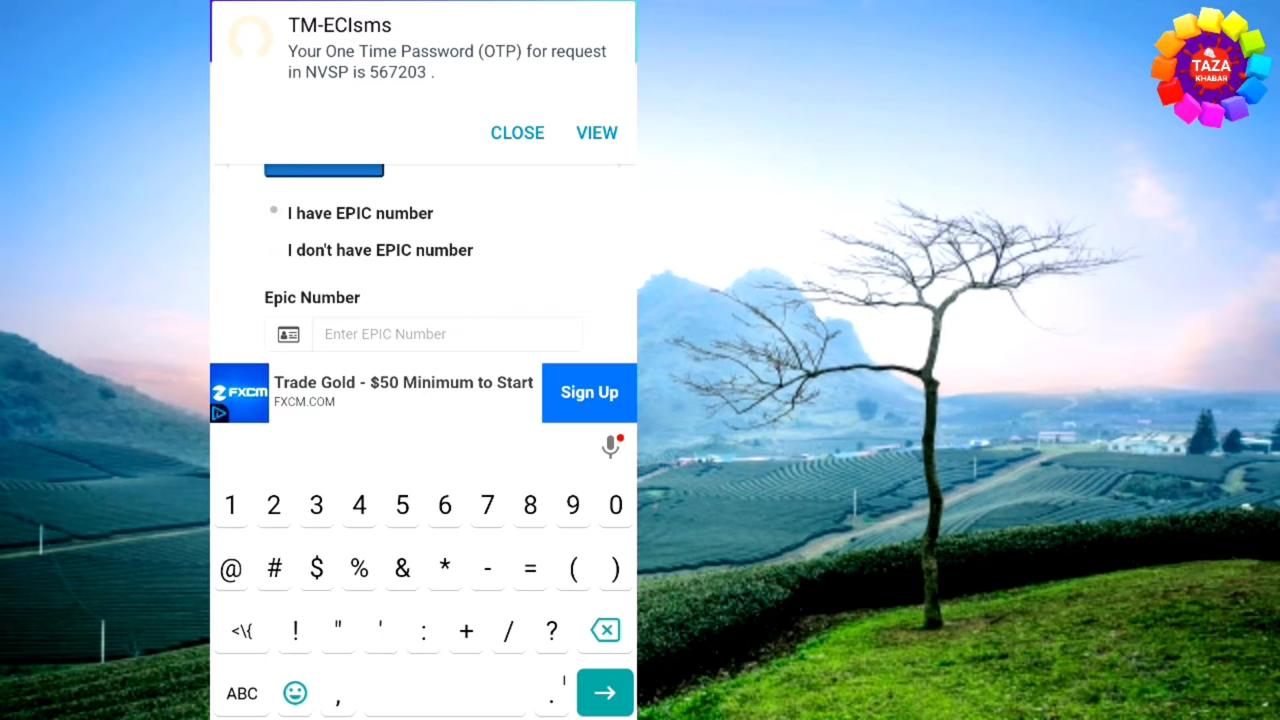 TM-ECIsms
Your One Time Password (OTP) for request
in NVSP is 567203 .
CLOSE VIEW
I have EPIC number
I don't have EPIC number
Epic Number
Enter EPIC Number
FXCM
Trade Gold - $50 Minimum to Start
FXCM.COM
Sign Up
1 2 3 4 5 6 7 8 9 0
@ # $ % & * - = ( )
<\{ ! " ' : + / ?
ABC , .
TAZA
KHABAR